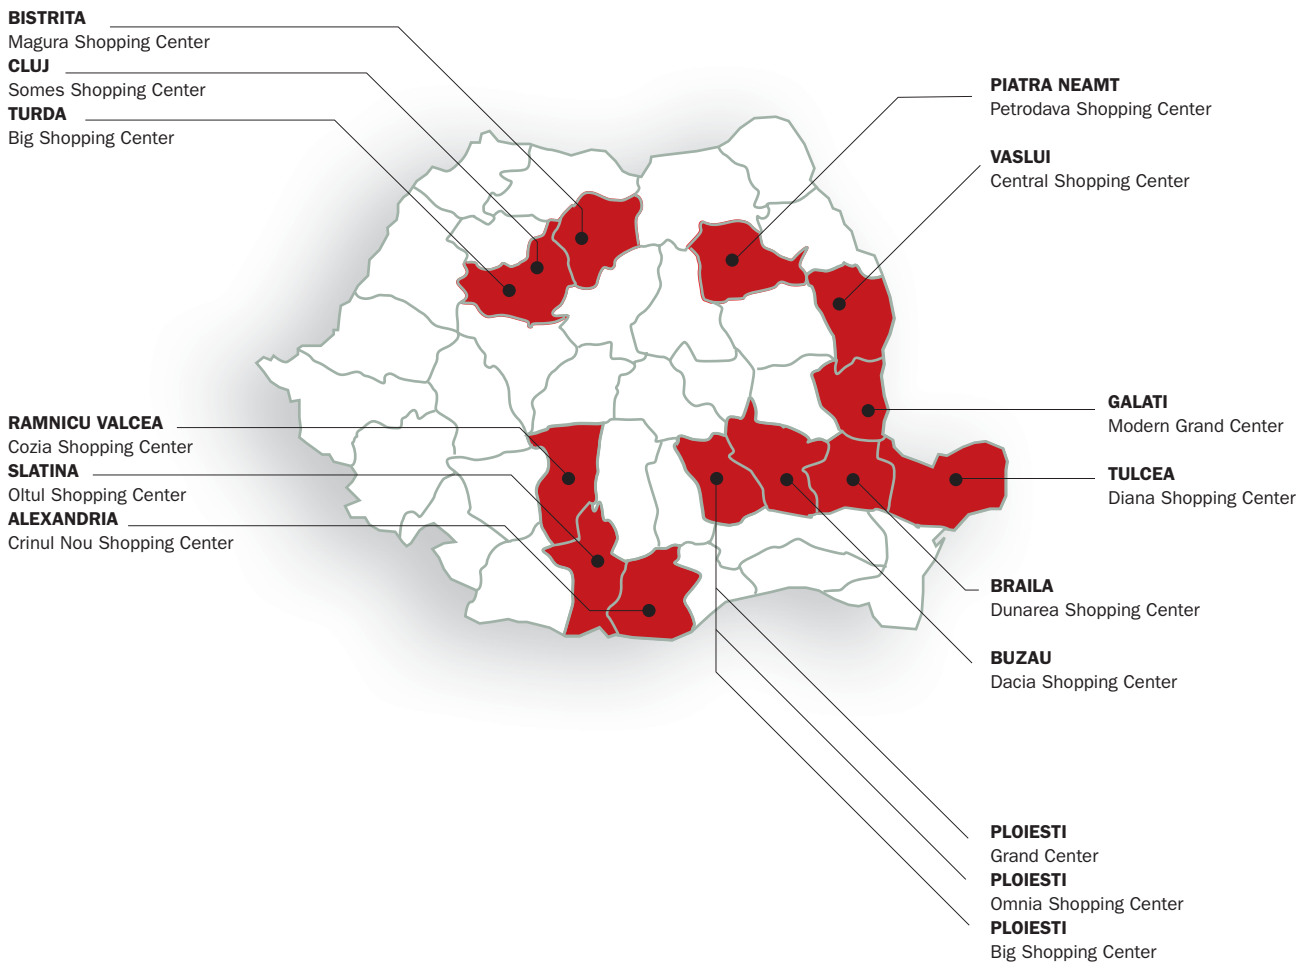 BISTRITA
Magura Shopping Center
CLUJ
Somes Shopping Center
TURDA
Big Shopping Center
PIATRA NEAMT
Petrodava Shopping Center
VASLUI
Central Shopping Center
GALATI
Modern Grand Center
TULCEA
Diana Shopping Center
RAMNICU VALCEA
Cozia Shopping Center
SLATINA
Oltul Shopping Center
ALEXANDRIA
Crinul Nou Shopping Center
BRAILA
Dunarea Shopping Center
BUZAU
Dacia Shopping Center
PLOIESTI
Grand Center
PLOIESTI
Omnia Shopping Center
PLOIESTI
Big Shopping Center